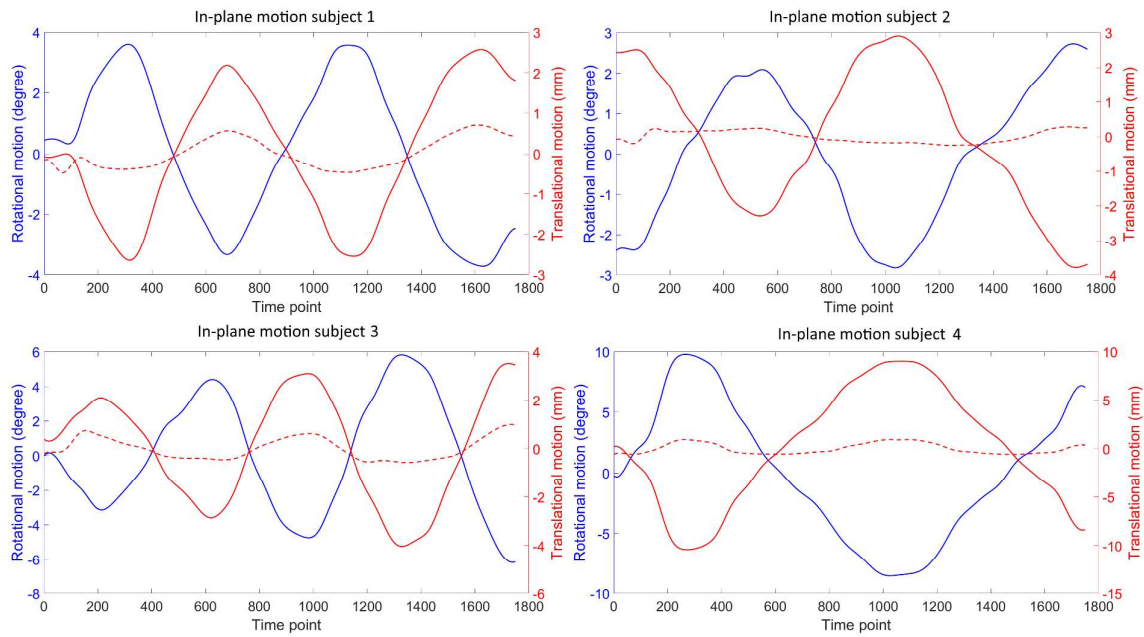 In-plane motion subject 1
4
2
0
-2
-4
Rotational motion (degree)
3
2
1
0
-1
-2
-3
Translational motion (mm)
0 200 400 600 800 1000 1200 1400 1600 1800
Time point
In-plane motion subject 2
3
2
1
0
-1
-2
-3
Rotational motion (degree)
3
2
1
0
-1
-2
-3
-4
Translational motion (mm)
0 200 400 600 800 1000 1200 1400 1600 1800
Time point
In-plane motion subject 3
6
4
2
0
-2
-4
-6
-8
Rotational motion (degree)
4
2
0
-2
-4
-6
Translational motion (mm)
0 200 400 600 800 1000 1200 1400 1600 1800
Time point
In-plane motion subject 4
10
5
0
-5
-10
Rotational motion (degree)
10
5
0
-5
-10
-15
Translational motion (mm)
0 200 400 600 800 1000 1200 1400 1600 1800
Time point